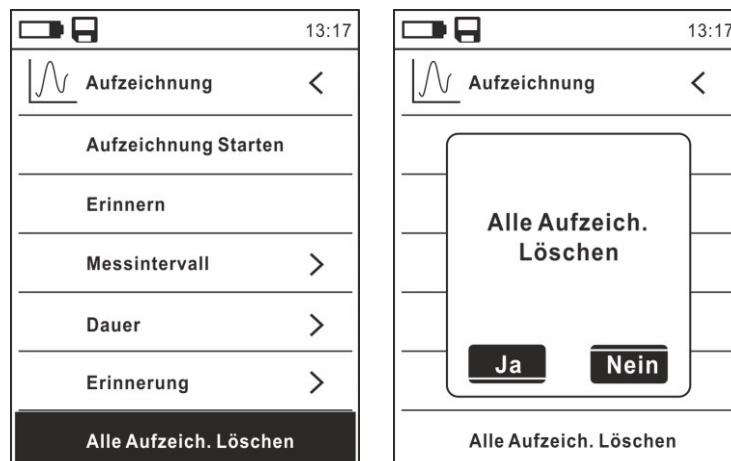 13:17
Aufzeichnung
Aufzeichnung Starten
Erinnern
Messintervall
Dauer
Erinnerung
Alle Aufzeich. Löschen
13:17
Aufzeichnung
Alle Aufzeich.
Löschen
Ja Nein
Alle Aufzeich. Löschen